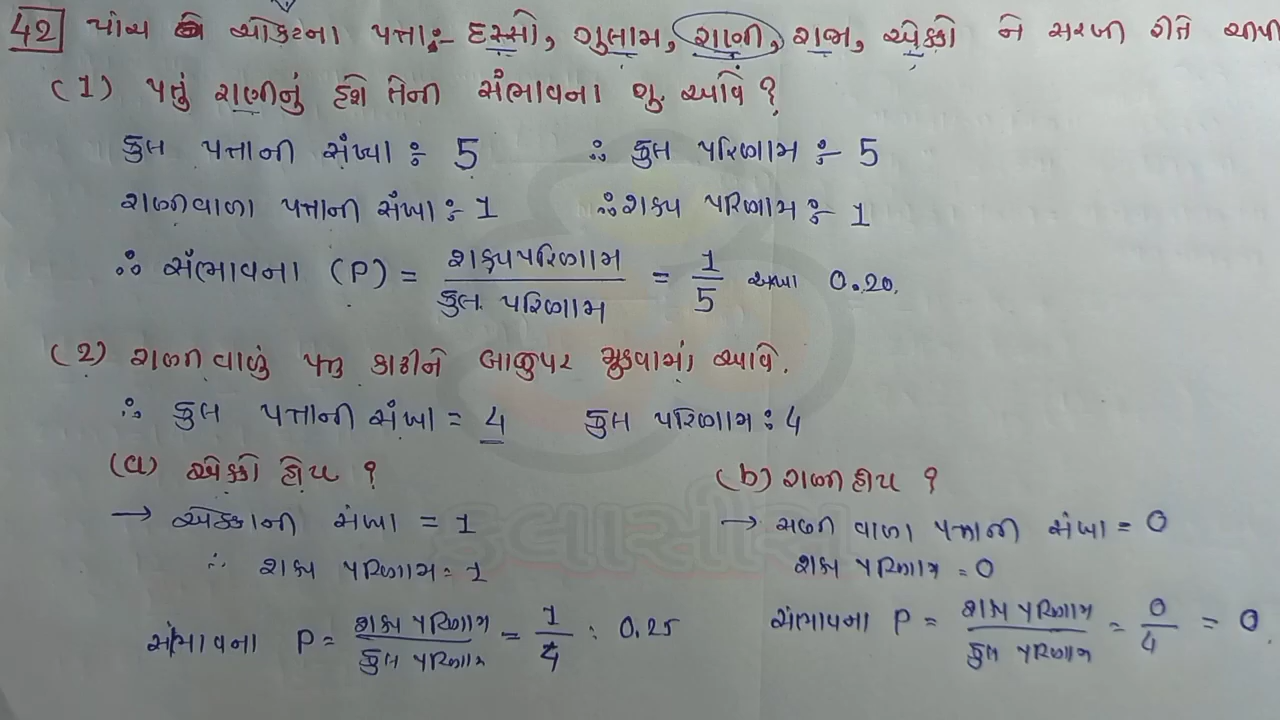 42 પાંચ ચોકટના પત્તા:- દસ્સો, ગુલામ, રાણી, રાજા, એક્કો ને સરખી રીતે ચીપી
(1) પત્તું રાણીનું હશે તેની સંભાવના શુ આવે ?
કુલ પત્તાની સંખ્યા :- 5 ∴ કુલ પરિણામ :- 5
રાણીવાળા પત્તાની સંખ્યા :- 1 ∴ શક્ય પરિણામ :- 1
∴ સંભાવના (P) = શક્યપરિણામ / કુલ પરિણામ = 1/5 અથવા 0.20.
(2) રાણી વાળું પત્તુ કાઢીને બાજુપર મૂકવામાં આવે.
∴ કુલ પત્તાની સંખ્યા = 4 કુલ પરિણામ : 4
(a) એક્કો હોય ?
→ એક્કાની સંખ્યા = 1
∴ શક્ય પરિણામ = 1
સંભાવના P = શક્ય પરિણામ / કુલ પરિણામ = 1/4 : 0.25
(b) રાણી હોય ?
→ રાણી વાળા પત્તાની સંખ્યા = 0
શક્ય પરિણામ = 0
સંભાવના P = શક્ય પરિણામ / કુલ પરિણામ = 0/4 = 0.